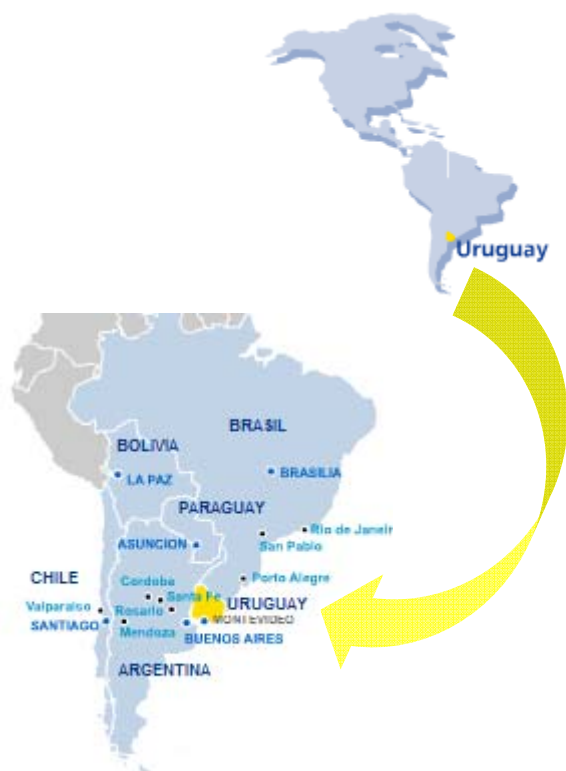 Uruguay
BRASIL
BOLIVIA
BRASILIA
LA PAZ
PARAGUAY
Rio de Janeir
San Pablo
ASUNCION
CHILE
Cordoba
Porto Alegre
Santa Fe
Valparaiso
Rosario
URUGUAY
MONTEVIDEO
SANTIAGO
Mendoza
BUENOS AIRES
ARGENTINA